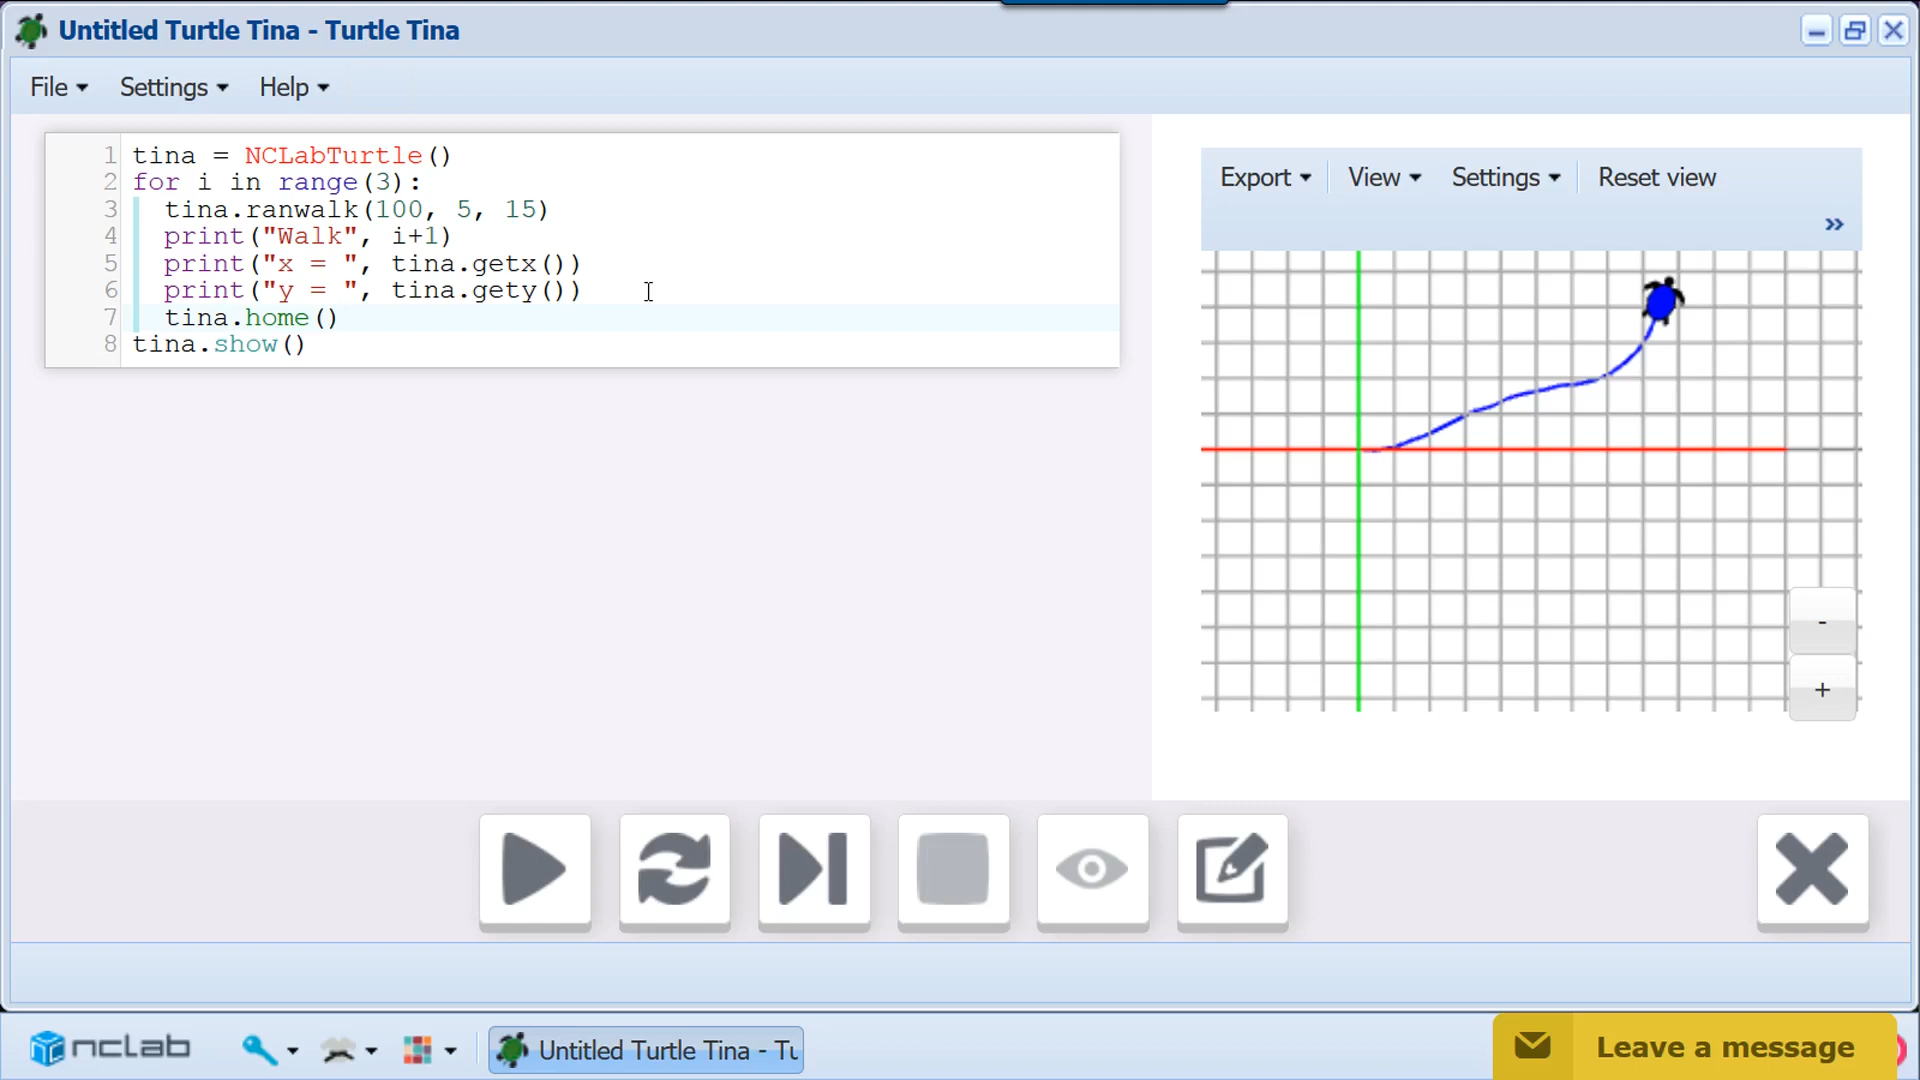 Untitled Turtle Tina - Turtle Tina
File Settings Help
1 tina = NCLabTurtle()
2 for i in range(3):
3 tina.ranwalk(100, 5, 15)
4 print("Walk", i+1)
5 print("x = ", tina.getx())
6 print("y = ", tina.gety())
7 tina.home()
8 tina.show()
Export View Settings Reset view
»
-
+
nclab
Untitled Turtle Tina - Tu
Leave a message